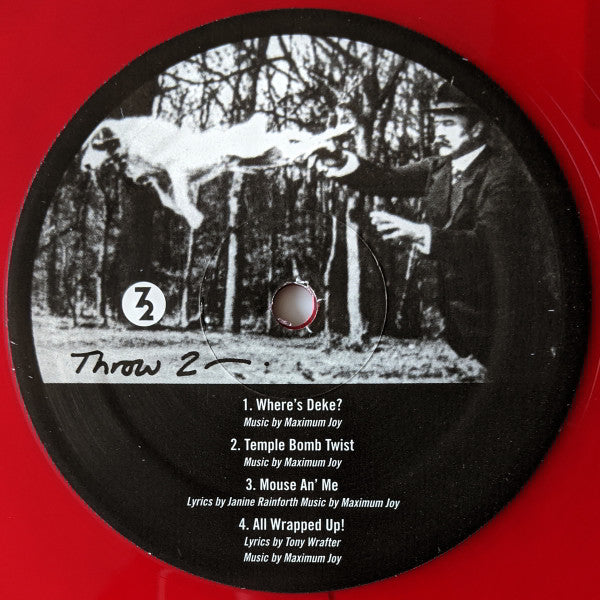 32
Throw 2 —
1. Where's Deke?
Music by Maximum Joy
2. Temple Bomb Twist
Music by Maximum Joy
3. Mouse An' Me
Lyrics by Janine Rainforth Music by Maximum Joy
4. All Wrapped Up!
Lyrics by Tony Wrafter
Music by Maximum Joy